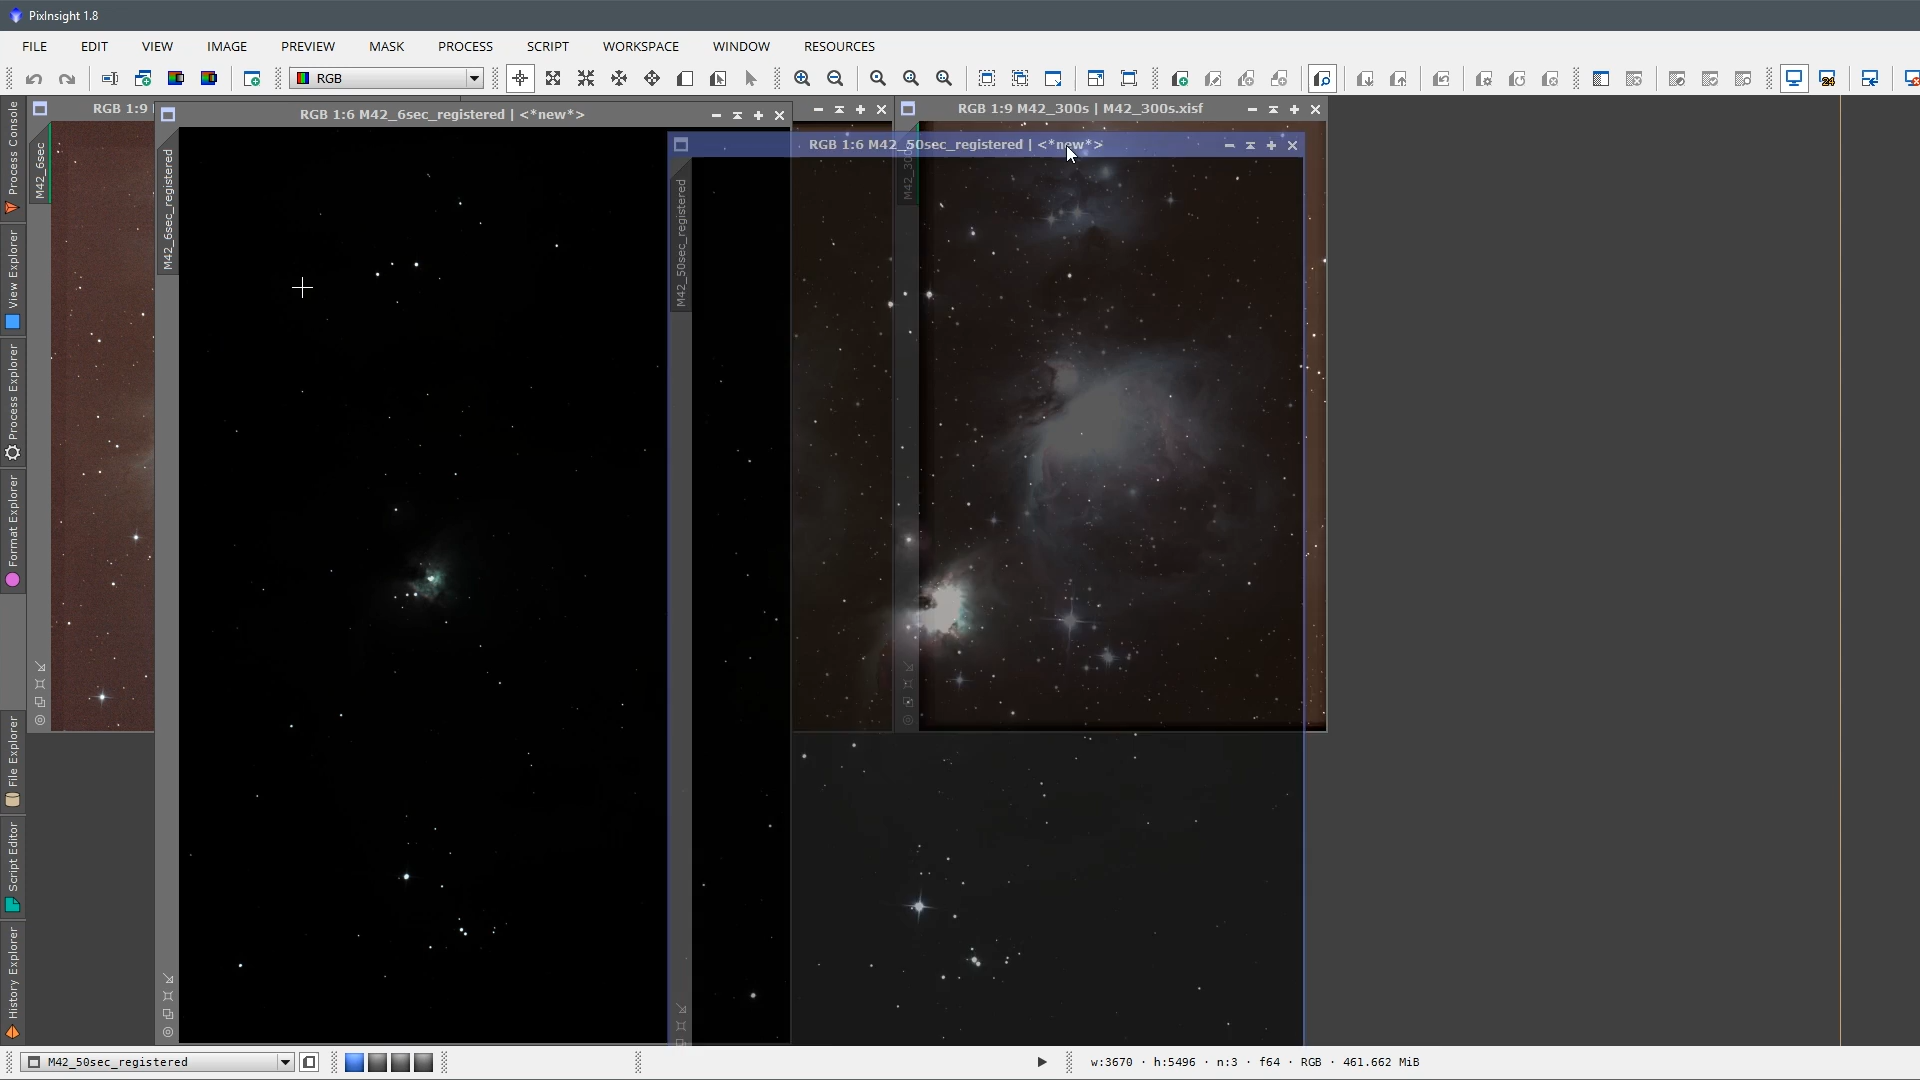 PixInsight 1.8
FILE EDIT VIEW IMAGE PREVIEW MASK PROCESS SCRIPT WORKSPACE WINDOW RESOURCES
RGB
24
RGB 1:9
RGB 1:6 M42_6sec_registered | <*new*>
RGB 1:9 M42_300s | M42_300s.xisf
RGB 1:6 M42_50sec_registered | <*new*>
Process Console
View Explorer
Process Explorer
Format Explorer
File Explorer
Script Editor
History Explorer
M42_6sec
M42_6sec_registered
M42_50sec_registered
M42_300
M42_50sec_registered
w:3670 · h:5496 · n:3 · f64 · RGB · 461.662 MiB